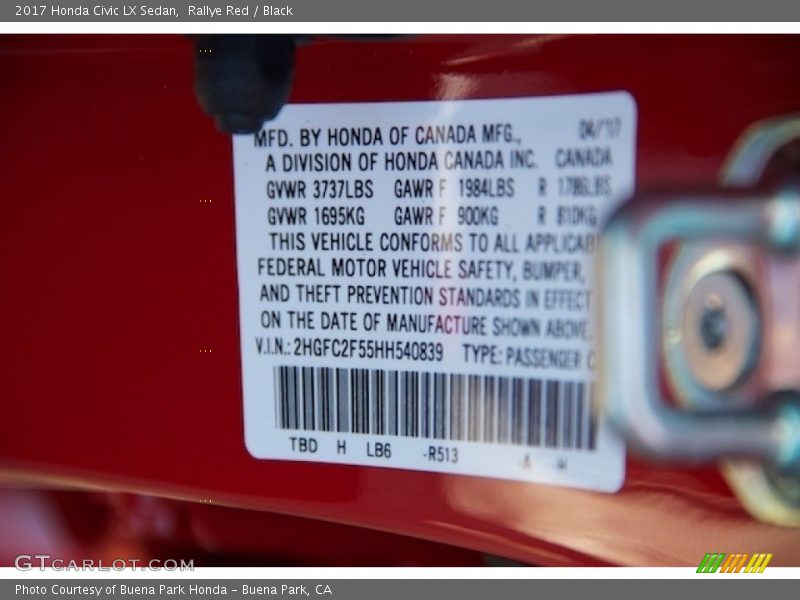 2017 Honda Civic LX Sedan,  Rallye Red / Black
MFD. BY HONDA OF CANADA MFG., 04/17
A DIVISION OF HONDA CANADA INC. CANADA
GVWR 3737LBS GAWR F 1984LBS R 1786LBS
GVWR 1695KG GAWR F 900KG R 810KG
THIS VEHICLE CONFORMS TO ALL APPLICAB
FEDERAL MOTOR VEHICLE SAFETY, BUMPER,
AND THEFT PREVENTION STANDARDS IN EFFECT
ON THE DATE OF MANUFACTURE SHOWN ABOVE.
V.I.N.: 2HGFC2F55HH540839 TYPE: PASSENGER C
TBD H LB6 -R513 -A H
GTCARLOT.COM
Photo Courtesy of Buena Park Honda – Buena Park, CA